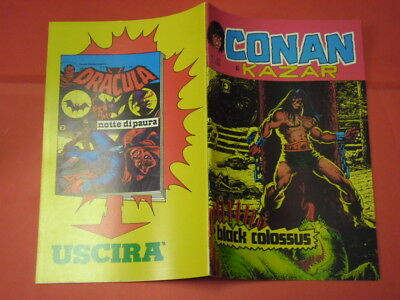 DRACULA
notte di paura
USCIRA'
CONAN
E KAZAR
black colossus